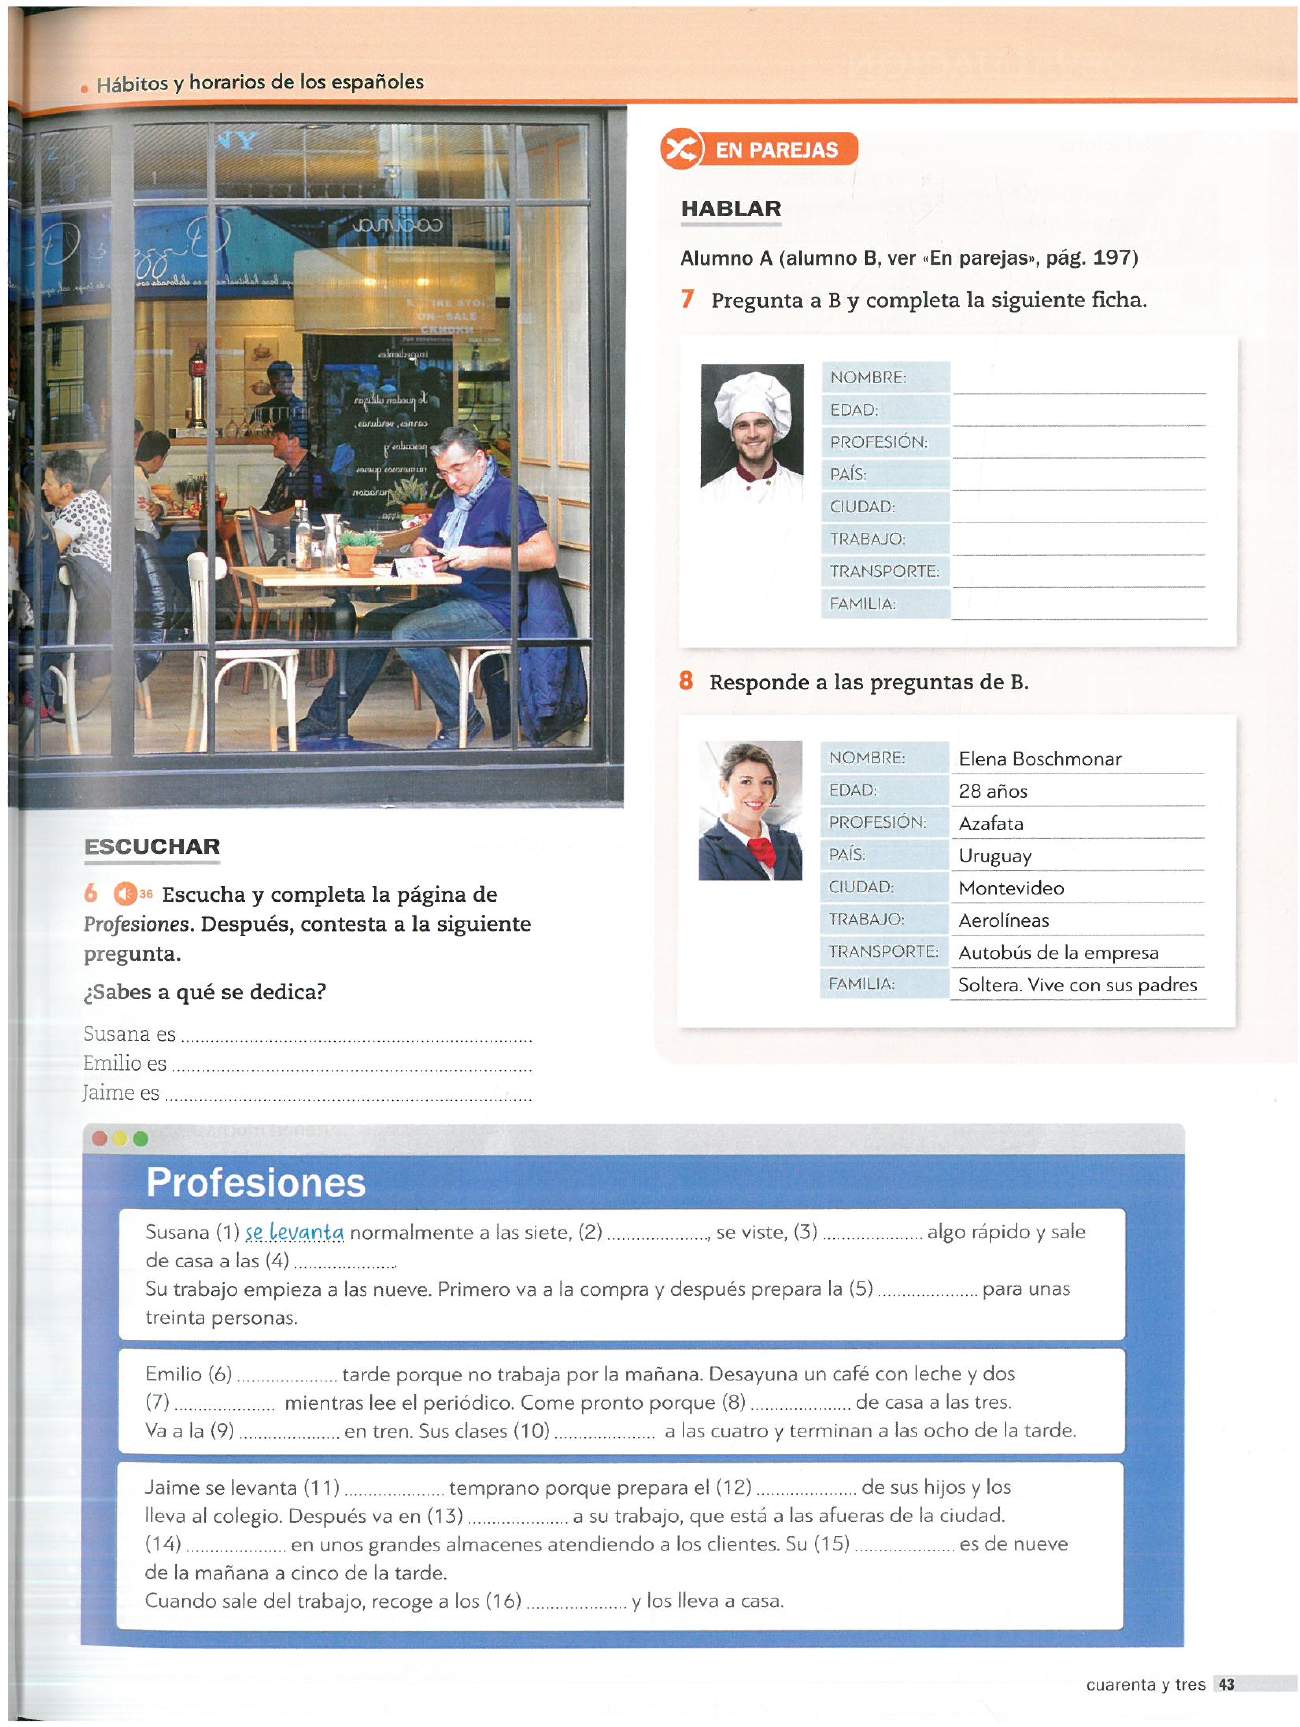 Hábitos y horarios de los españoles
NY
cocina
EN PAREJAS
HABLAR
Alumno A (alumno B, ver «En parejas», pág. 197)
7 Pregunta a B y completa la siguiente ficha.
NOMBRE:
EDAD:
PROFESIÓN:
PAÍS:
CIUDAD:
TRABAJO:
TRANSPORTE:
FAMILIA:
8 Responde a las preguntas de B.
NOMBRE: Elena Boschmonar
EDAD: 28 años
PROFESIÓN: Azafata
PAÍS: Uruguay
CIUDAD: Montevideo
TRABAJO: Aerolíneas
TRANSPORTE: Autobús de la empresa
FAMILIA: Soltera. Vive con sus padres
ESCUCHAR
6 36 Escucha y completa la página de
Profesiones. Después, contesta a la siguiente
pregunta.
¿Sabes a qué se dedica?
Susana es
Emilio es
Jaime es
Profesiones
Susana (1) se levanta normalmente a las siete, (2) ...................., se viste, (3) .................... algo rápido y sale
de casa a las (4) .....................
Su trabajo empieza a las nueve. Primero va a la compra y después prepara la (5) .................... para unas
treinta personas.
Emilio (6) .................... tarde porque no trabaja por la mañana. Desayuna un café con leche y dos
(7) .................... mientras lee el periódico. Come pronto porque (8) .................... de casa a las tres.
Va a la (9) .................... en tren. Sus clases (10) .................... a las cuatro y terminan a las ocho de la tarde.
Jaime se levanta (11) .................... temprano porque prepara el (12) .................... de sus hijos y los
lleva al colegio. Después va en (13) .................... a su trabajo, que está a las afueras de la ciudad.
(14) .................... en unos grandes almacenes atendiendo a los clientes. Su (15) .................... es de nueve
de la mañana a cinco de la tarde.
Cuando sale del trabajo, recoge a los (16) .................... y los lleva a casa.
cuarenta y tres 43